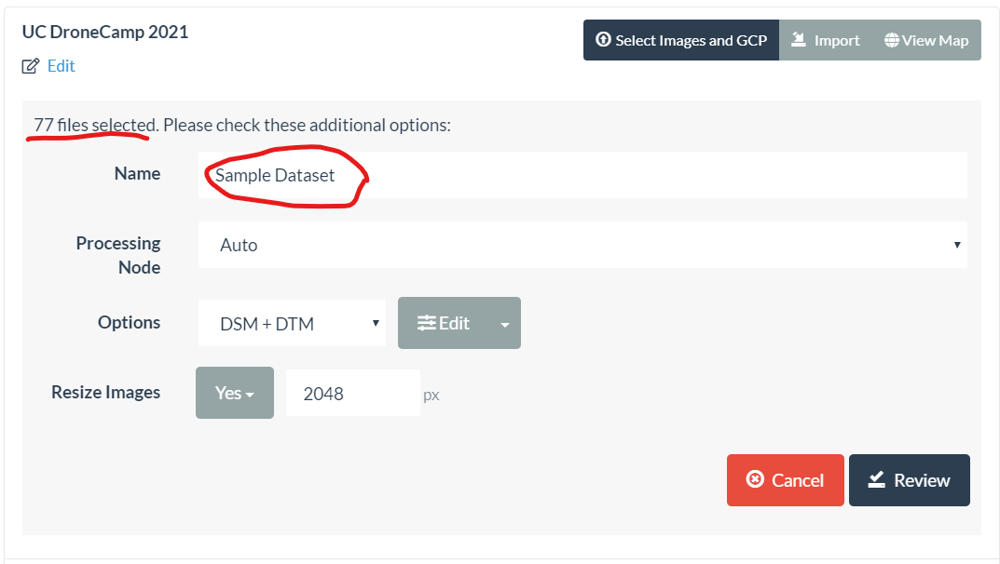 UC DroneCamp 2021
Select Images and GCP Import View Map
Edit
77 files selected. Please check these additional options:
Name Sample Dataset
Processing
Node
Auto
Options DSM + DTM Edit
Resize Images Yes 2048 px
Cancel Review